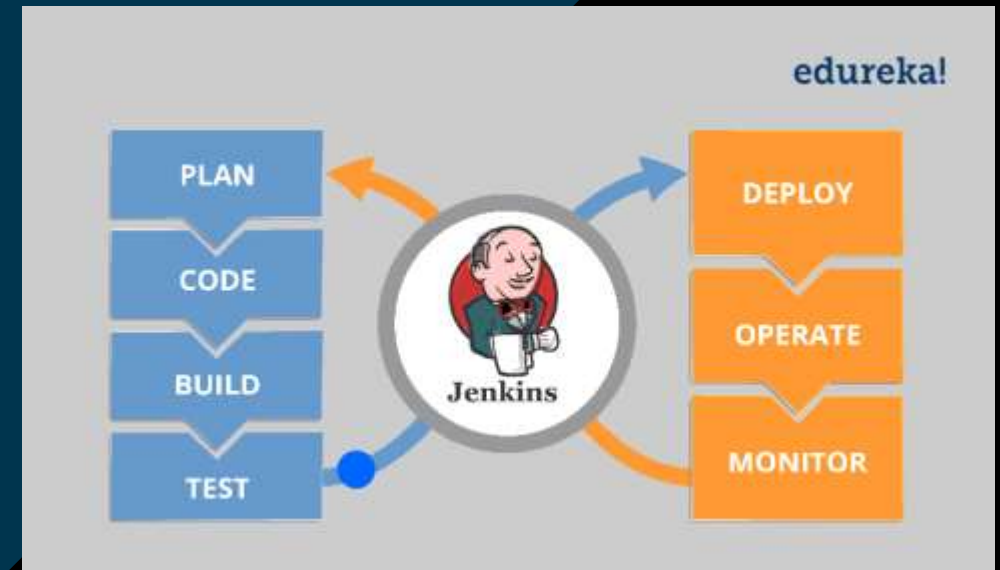 edureka!
PLAN
CODE
BUILD
TEST
Jenkins
DEPLOY
OPERATE
MONITOR